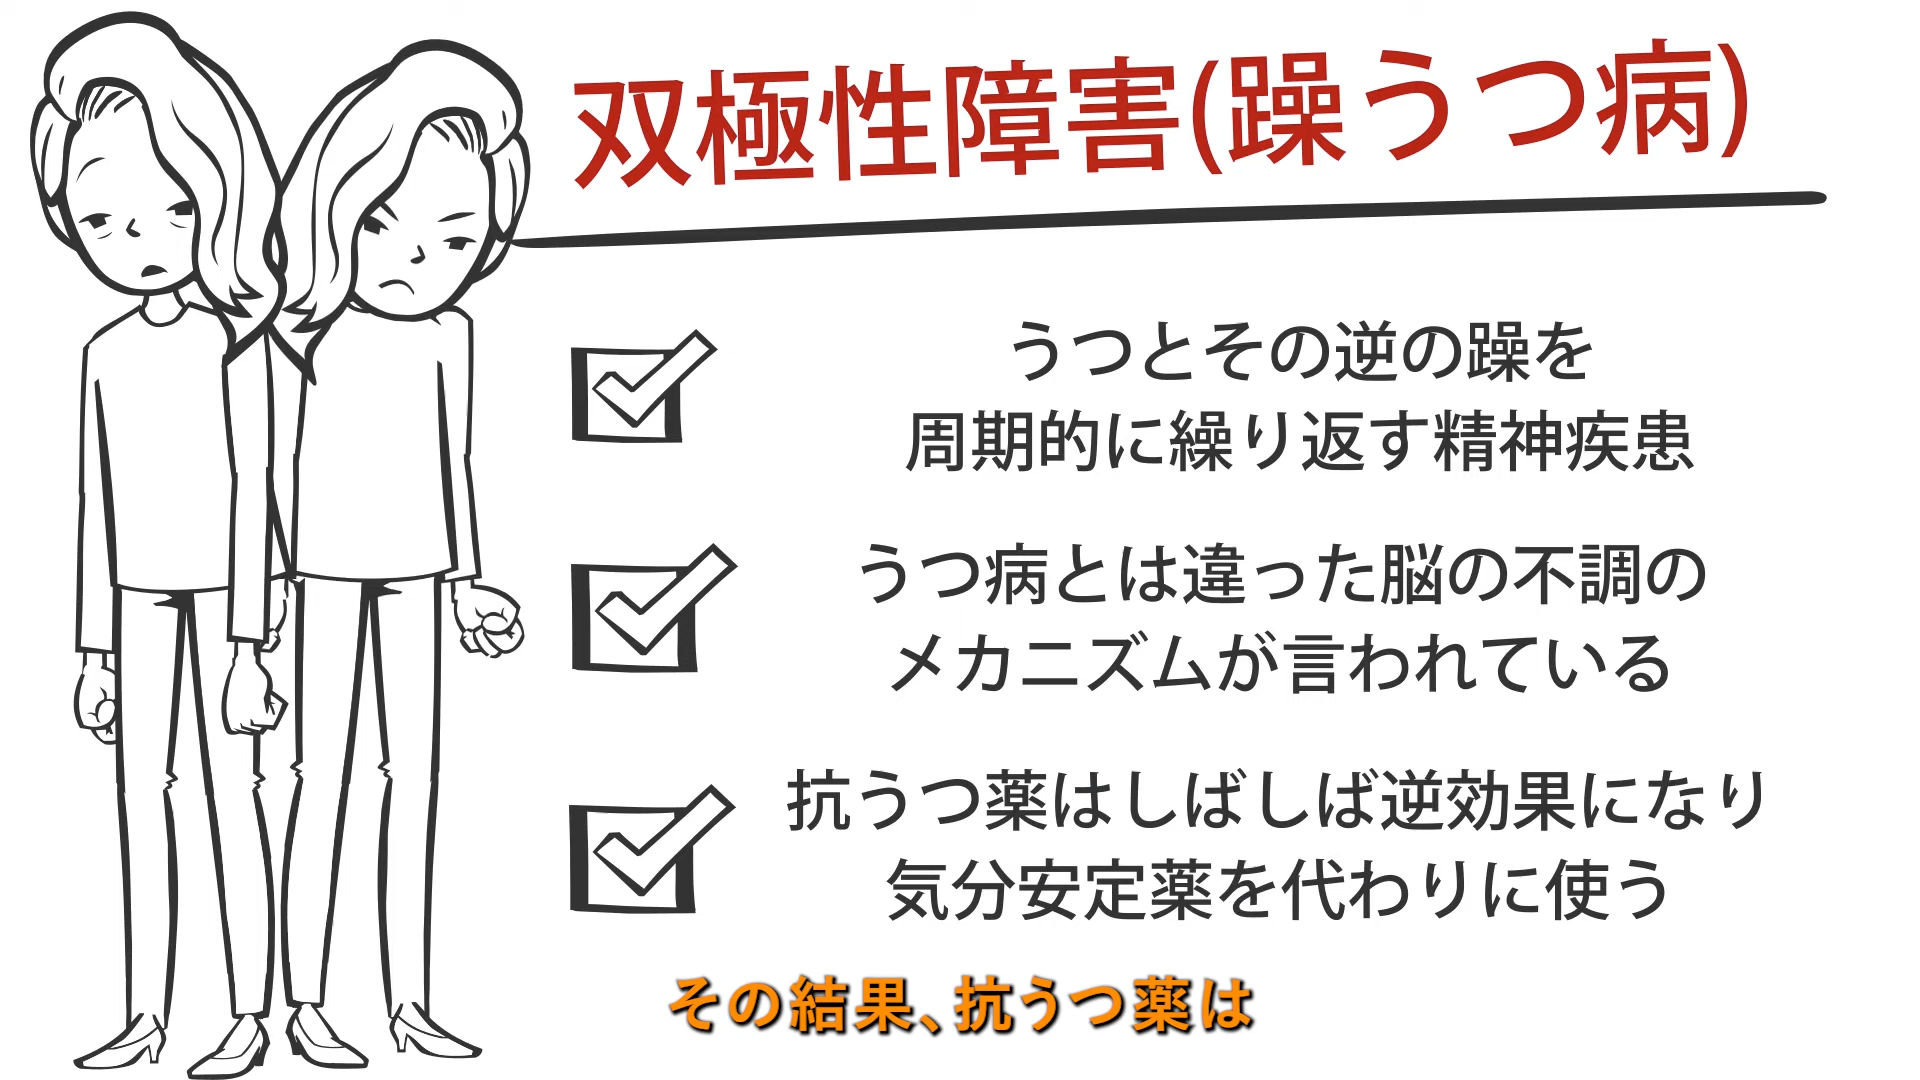 双極性障害(躁うつ病)
うつとその逆の躁を
周期的に繰り返す精神疾患
うつ病とは違った脳の不調の
メカニズムが言われている
抗うつ薬はしばしば逆効果になり
気分安定薬を代わりに使う
その結果、抗うつ薬は